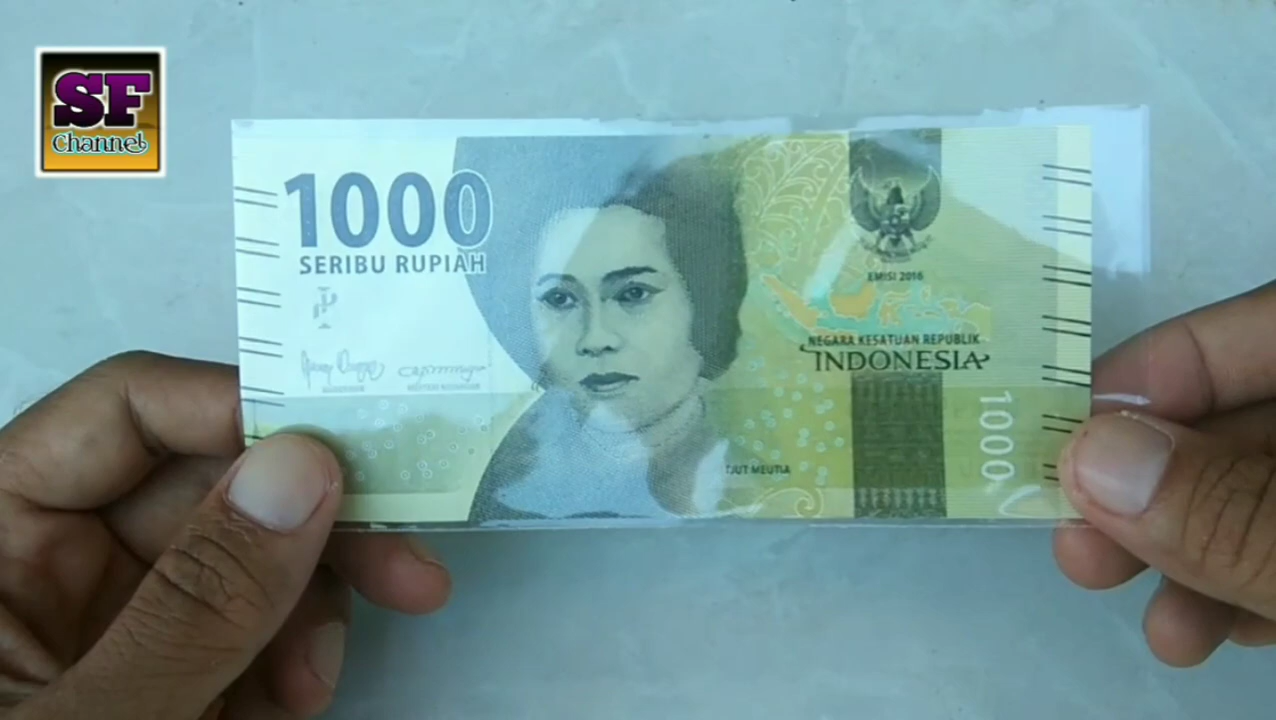 SF
Channel
1000
SERIBU RUPIAH
EMISI 2016
NEGARA KESATUAN REPUBLIK
INDONESIA
TJUT MEUTIA
1000